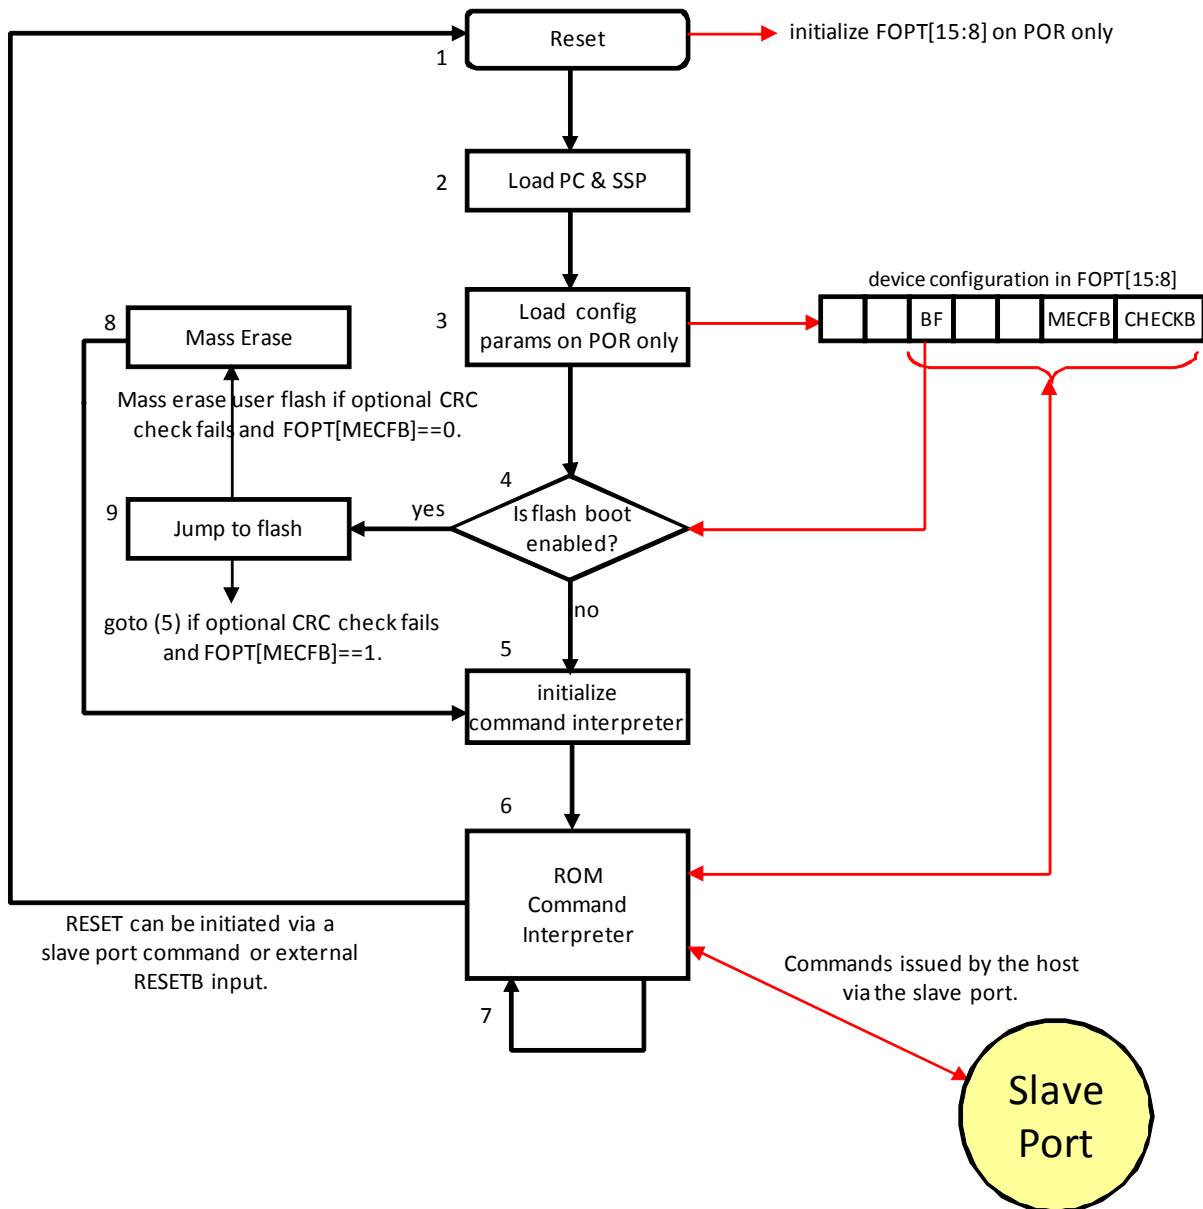 Reset
initialize FOPT[15:8] on POR only
1
Load PC & SSP
2
device configuration in FOPT[15:8]
Load config
params on POR only
3
BF
MECFB
CHECKB
8
Mass Erase
Mass erase user flash if optional CRC
check fails and FOPT[MECFB]==0.
4
Is flash boot
enabled?
yes
9
Jump to flash
no
goto (5) if optional CRC check fails
and FOPT[MECFB]==1.
5
initialize
command interpreter
6
ROM
Command
Interpreter
RESET can be initiated via a
slave port command or external
RESETB input.
Commands issued by the host
via the slave port.
7
Slave
Port